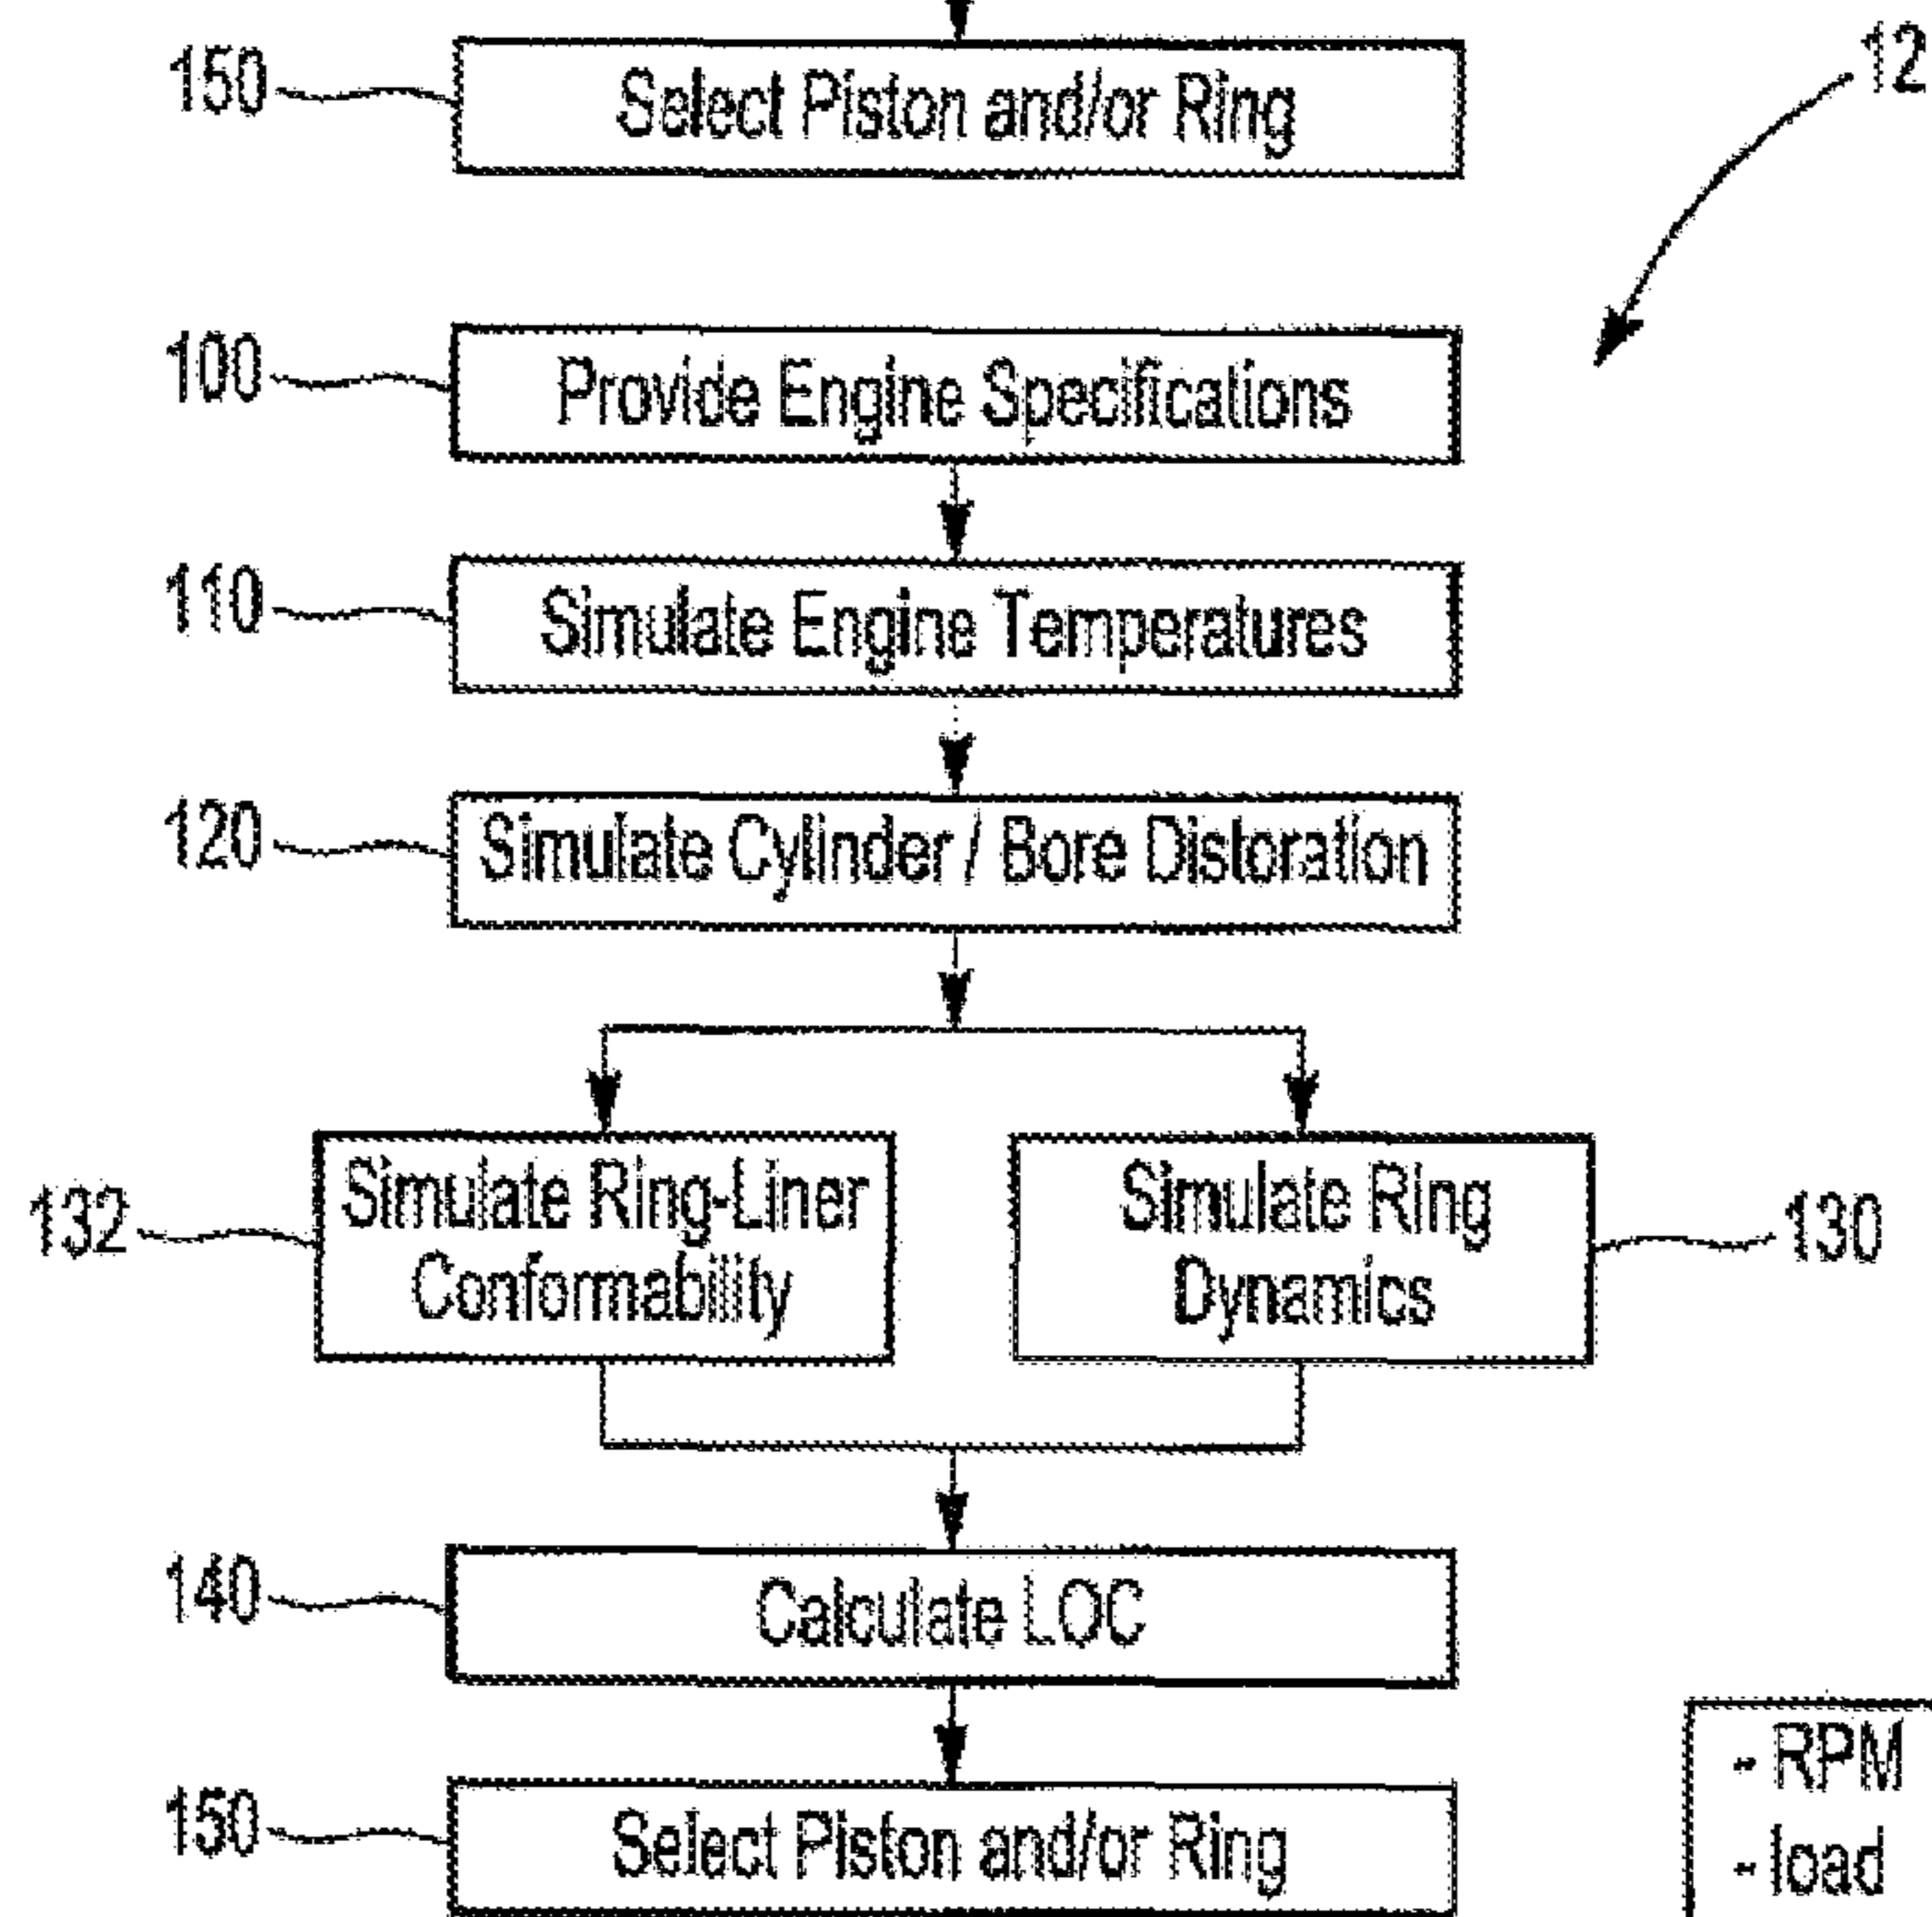 150
Select Piston and/or Ring
12
100
Provide Engine Specifications
110
Simulate Engine Temperatures
120
Simulate Cylinder / Bore Distoration
132
Simulate Ring-Liner
Conformability
Simulate Ring
Dynamics
130
140
Calculate LOC
150
Select Piston and/or Ring
- RPM
- load